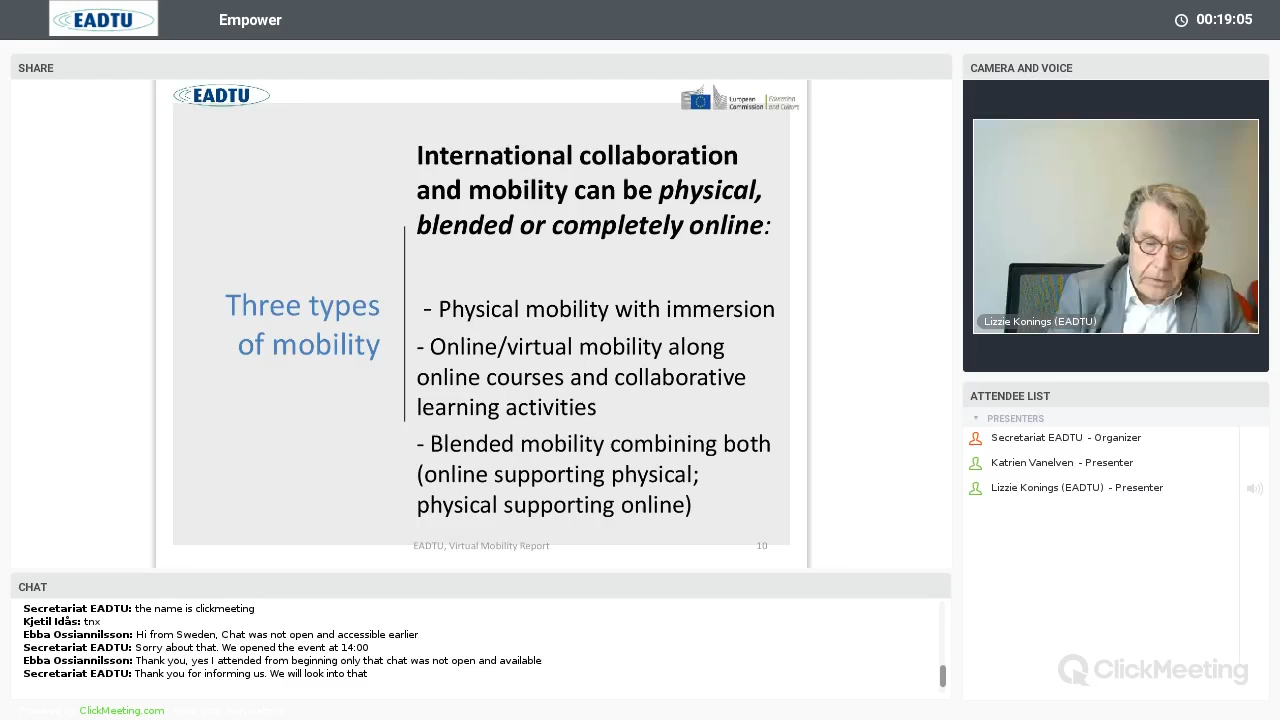 EADTU
Empower
00:19:05
SHARE
EADTU
European
Commission
Education
and Culture
International collaboration
and mobility can be physical,
blended or completely online:
Three types
of mobility
- Physical mobility with immersion
- Online/virtual mobility along
online courses and collaborative
learning activities
- Blended mobility combining both
(online supporting physical;
physical supporting online)
EADTU, Virtual Mobility Report
10
CAMERA AND VOICE
Lizzie Konings (EADTU)
ATTENDEE LIST
PRESENTERS
Secretariat EADTU - Organizer
Katrien Vanelven - Presenter
Lizzie Konings (EADTU) - Presenter
CHAT
Secretariat EADTU: the name is clickmeeting
Kjetil Idås: tnx
Ebba Ossiannilsson: Hi from Sweden, Chat was not open and accessible earlier
Secretariat EADTU: Sorry about that. We opened the event at 14:00
Ebba Ossiannilsson: Thank you, yes I attended from beginning only that chat was not open and available
Secretariat EADTU: Thank you for informing us. We will look into that
ClickMeeting
ClickMeeting.com